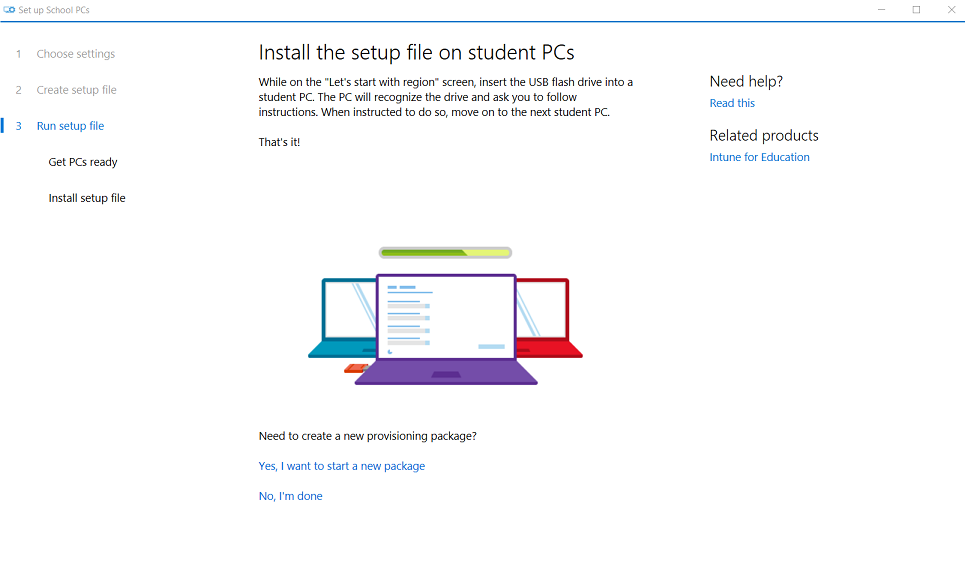 Set up School PCs
1 Choose settings
2 Create setup file
3 Run setup file
Get PCs ready
Install setup file
Install the setup file on student PCs
While on the "Let's start with region" screen, insert the USB flash drive into a
student PC. The PC will recognize the drive and ask you to follow
instructions. When instructed to do so, move on to the next student PC.
That's it!
Need to create a new provisioning package?
Yes, I want to start a new package
No, I'm done
Need help?
Read this
Related products
Intune for Education